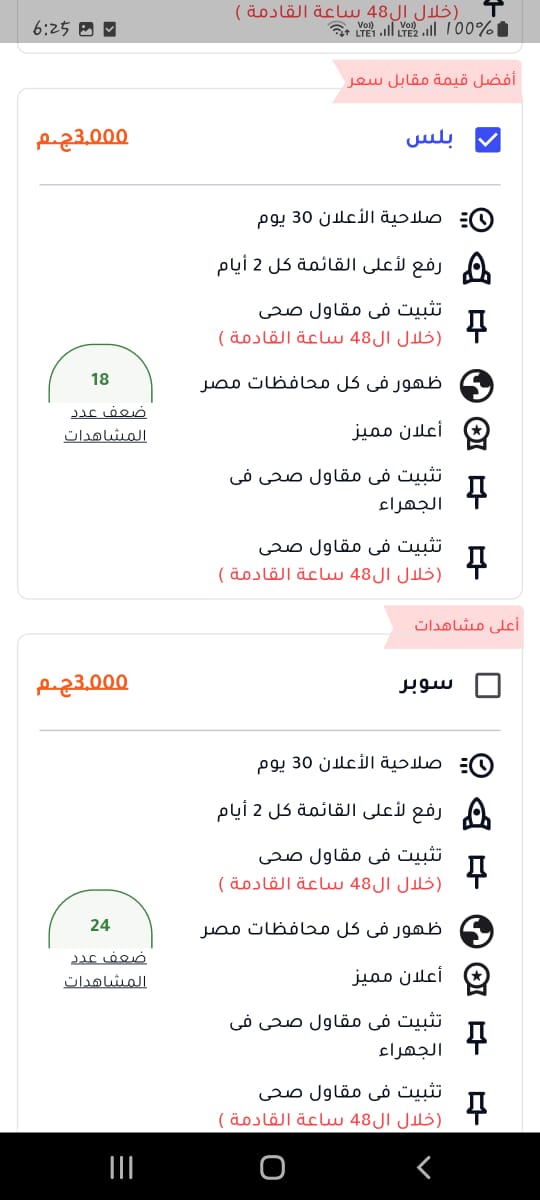 (خلال ال48 ساعة القادمة )
6:25
Vo)) LTE1 Vo)) LTE2 100%
أفضل قيمة مقابل سعر
بلس
3,000ج.م
صلاحية الأعلان 30 يوم
رفع لأعلى القائمة كل 2 أيام
تثبيت فى مقاول صحى
(خلال ال48 ساعة القادمة )
ظهور فى كل محافظات مصر
أعلان مميز
تثبيت فى مقاول صحى فى
الجهراء
تثبيت فى مقاول صحى
(خلال ال48 ساعة القادمة )
18
ضعف عدد
المشاهدات
أعلى مشاهدات
سوبر
3,000ج.م
صلاحية الأعلان 30 يوم
رفع لأعلى القائمة كل 2 أيام
تثبيت فى مقاول صحى
(خلال ال48 ساعة القادمة )
ظهور فى كل محافظات مصر
أعلان مميز
تثبيت فى مقاول صحى فى
الجهراء
تثبيت فى مقاول صحى
(خلال ال48 ساعة القادمة )
24
ضعف عدد
المشاهدات